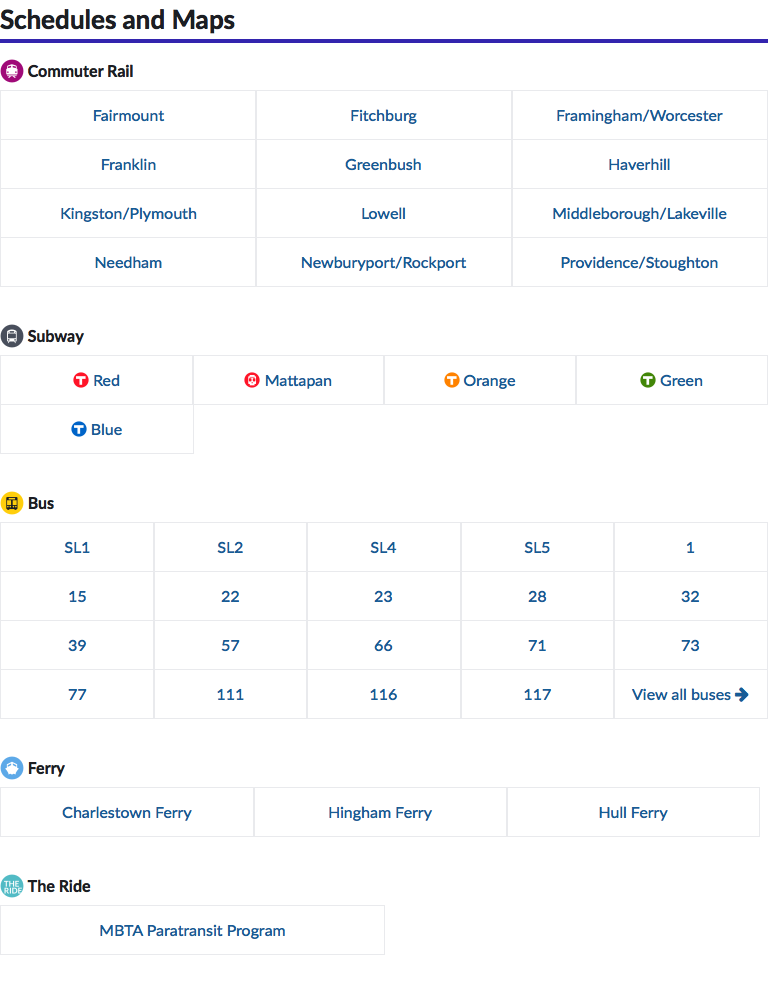 Schedules and Maps
Commuter Rail
Fairmount Fitchburg Framingham/Worcester
Franklin Greenbush Haverhill
Kingston/Plymouth Lowell Middleborough/Lakeville
Needham Newburyport/Rockport Providence/Stoughton
Subway
T Red Mattapan T Orange T Green
T Blue
Bus
SL1 SL2 SL4 SL5 1
15 22 23 28 32
39 57 66 71 73
77 111 116 117 View all buses
Ferry
Charlestown Ferry Hingham Ferry Hull Ferry
THE RIDE The Ride
MBTA Paratransit Program